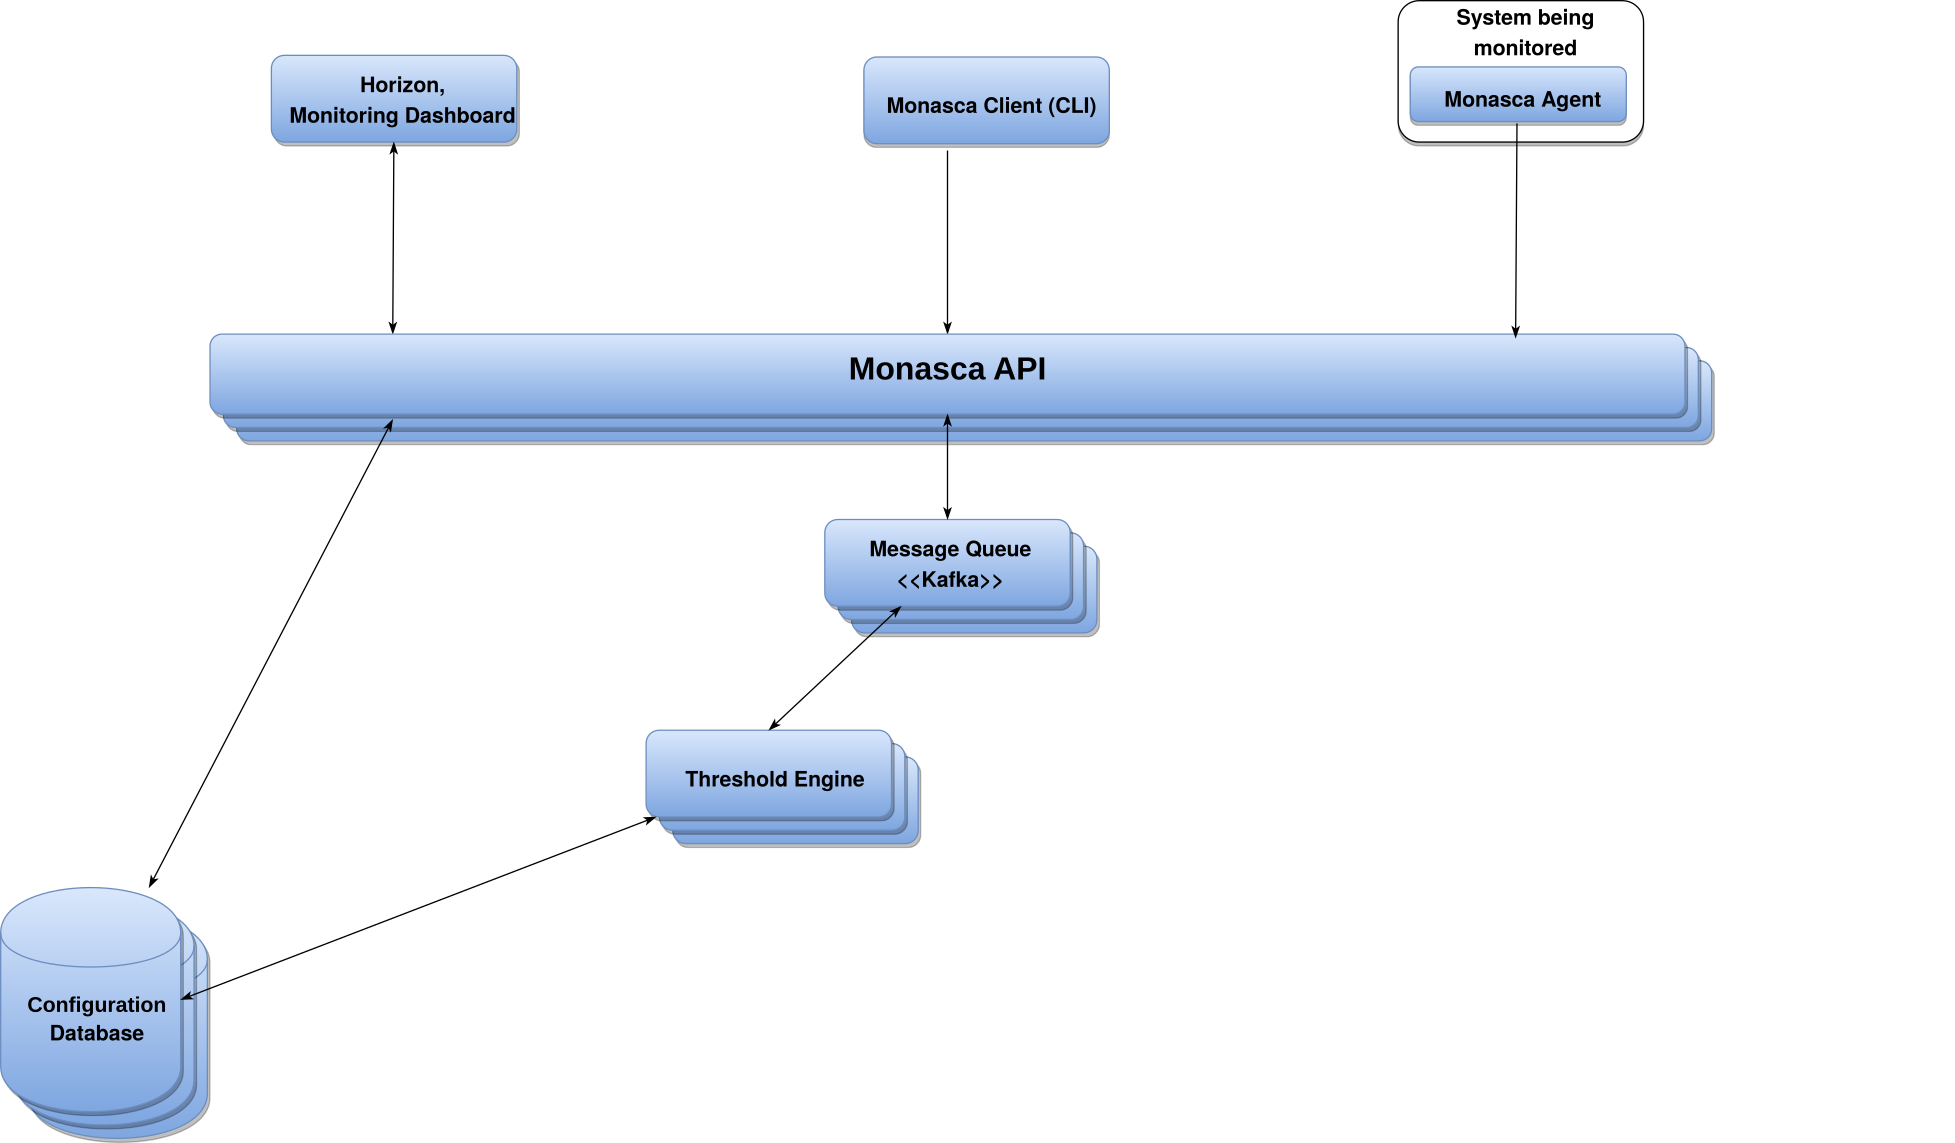 Horizon,
Monitoring Dashboard
Monasca Client (CLI)
System being
monitored
Monasca Agent
Monasca API
Message Queue
<<Kafka>>
Threshold Engine
Configuration
Database